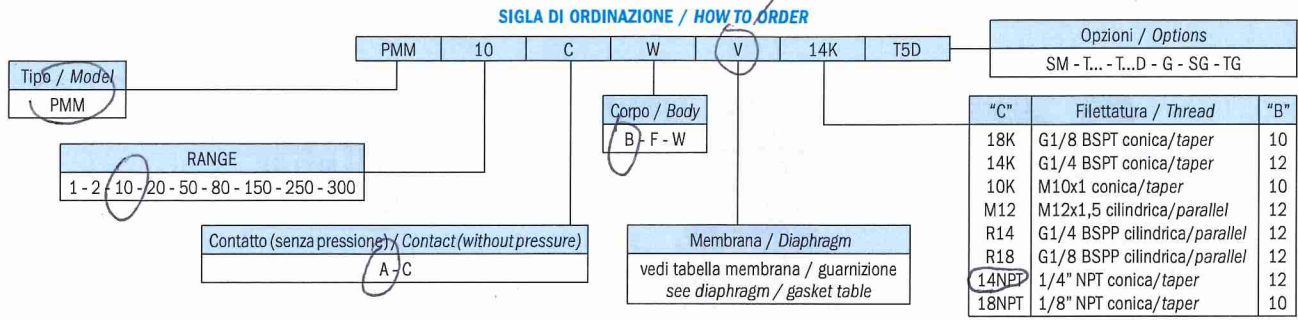 SIGLA DI ORDINAZIONE / HOW TO ORDER
PMM 10 C W V 14K T5D
Opzioni / Options
SM - T... - T...D - G - SG - TG
Tipo / Model
PMM
Corpo / Body
B - F - W
RANGE
1 - 2 - 10 - 20 - 50 - 80 - 150 - 250 - 300
Contatto (senza pressione) / Contact (without pressure)
A - C
Membrana / Diaphragm
vedi tabella membrana / guarnizione
see diaphragm / gasket table
"C" Filettatura / Thread "B"
18K G1/8 BSPT conica/taper 10
14K G1/4 BSPT conica/taper 12
10K M10x1 conica/taper 10
M12 M12x1,5 cilindrica/parallel 12
R14 G1/4 BSPP cilindrica/parallel 12
R18 G1/8 BSPP cilindrica/parallel 12
14NPT 1/4" NPT conica/taper 12
18NPT 1/8" NPT conica/taper 10